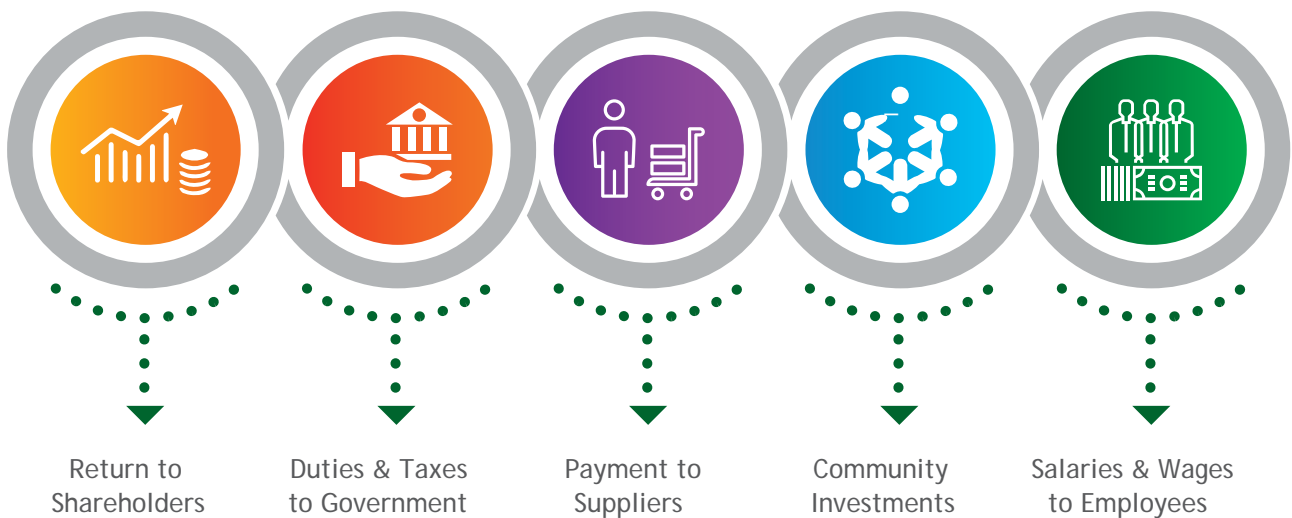 Return to
Shareholders
Duties & Taxes
to Government
Payment to
Suppliers
Community
Investments
Salaries & Wages
to Employees